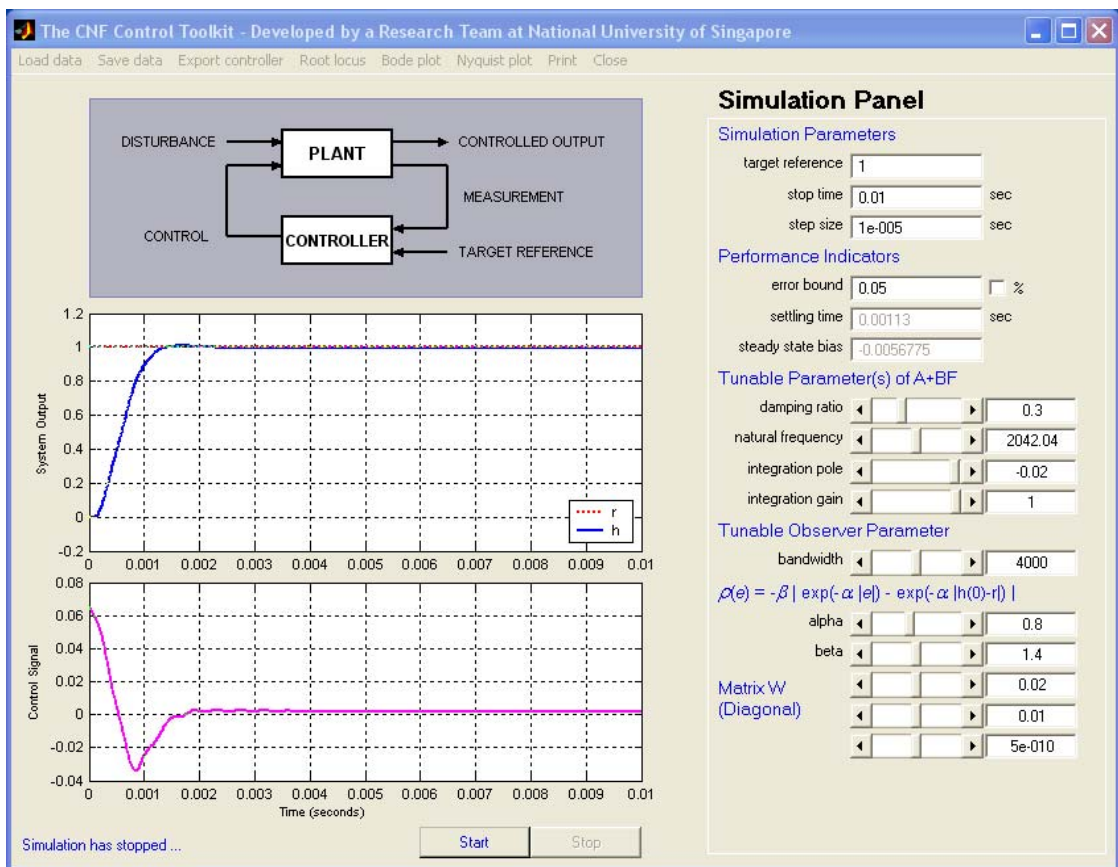 The CNF Control Toolkit - Developed by a Research Team at National University of Singapore
Load data Save data Export controller Root locus Bode plot Nyquist plot Print Close
DISTURBANCE
PLANT
CONTROLLED OUTPUT
MEASUREMENT
CONTROL
CONTROLLER
TARGET REFERENCE
System Output
1.2
1
0.8
0.6
0.4
0.2
0
-0.2
r
h
0 0.001 0.002 0.003 0.004 0.005 0.006 0.007 0.008 0.009 0.01
Control Signal
0.08
0.06
0.04
0.02
0
-0.02
-0.04
0 0.001 0.002 0.003 0.004 0.005 0.006 0.007 0.008 0.009 0.01
Time (seconds)
Simulation has stopped ...
Start
Stop
Simulation Panel
Simulation Parameters
target reference 1
stop time 0.01 sec
step size 1e-005 sec
Performance Indicators
error bound 0.05 %
settling time 0.00113 sec
steady state bias -0.0056775
Tunable Parameter(s) of A+BF
damping ratio 0.3
natural frequency 2042.04
integration pole -0.02
integration gain 1
Tunable Observer Parameter
bandwidth 4000
ρ(e) = -β | exp(-α |e|) - exp(-α |h(0)-r|) |
alpha 0.8
beta 1.4
Matrix W
(Diagonal)
0.02
0.01
5e-010